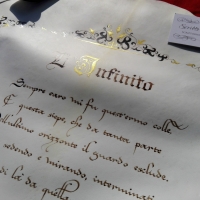 L'Infinito
Sempre caro mi fu quest'ermo colle
E questa siepe, che da tanta parte
dell'ultimo orizzonte il guardo esclude.
sedendo e mirando, interminati
di là da quella